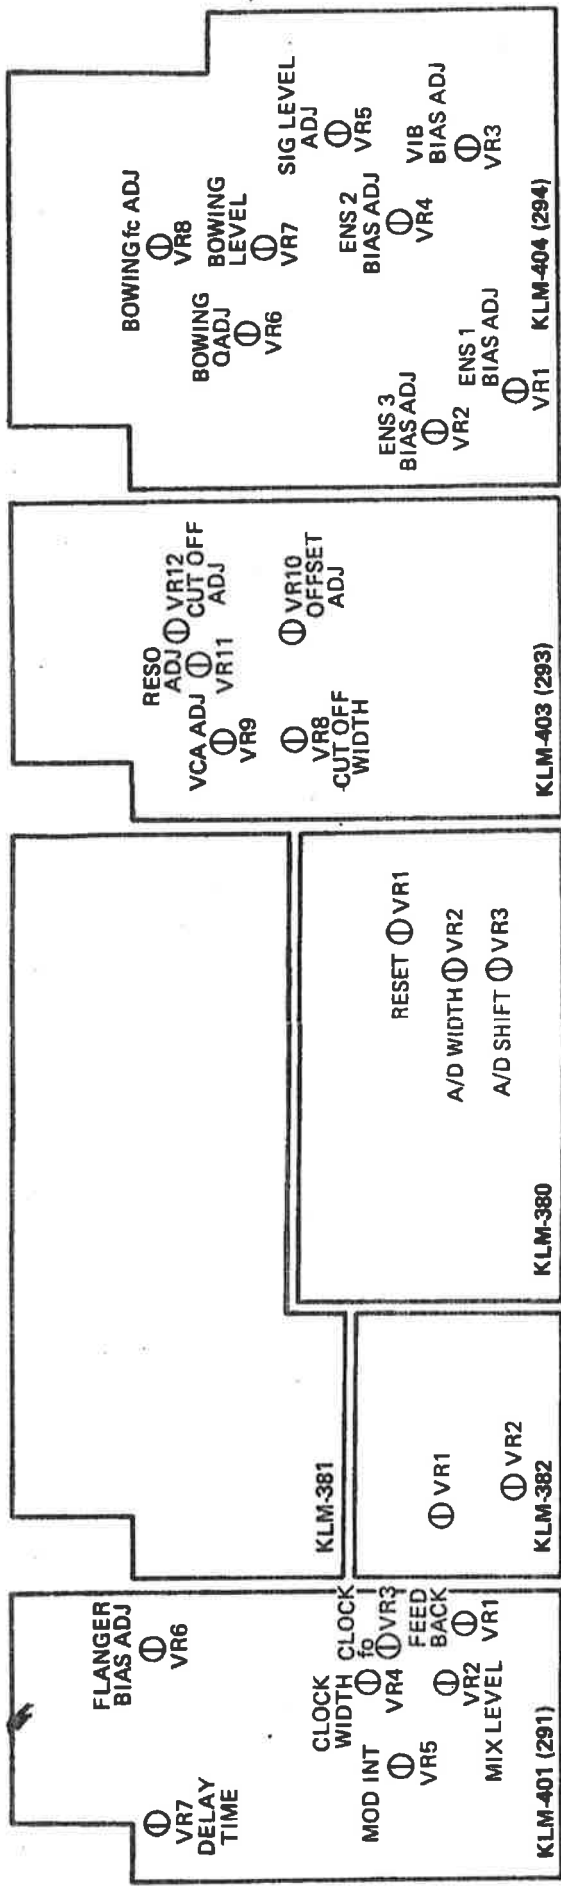 FLANGER
BIAS ADJ
VR6
VR7
DELAY
TIME
CLOCK
WIDTH
VR4
CLOCK
fo
VR3
MOD INT
VR5
FEED
BACK
VR1
VR2
MIX LEVEL
KLM-401 (291)
KLM-381
VR1
VR2
KLM-382
RESET VR1
A/D WIDTH VR2
A/D SHIFT VR3
KLM-380
RESO
ADJ
VR11
VR12
CUT OFF
ADJ
VCA ADJ
VR9
VR10
OFFSET
ADJ
VR8
CUT OFF
WIDTH
KLM-403 (293)
BOWING fc ADJ
VR8
BOWING
LEVEL
VR7
BOWING
QADJ
VR6
SIG LEVEL
ADJ
VR5
ENS 2
BIAS ADJ
VR4
VIB
BIAS ADJ
VR3
ENS 3
BIAS ADJ
VR2
ENS 1
BIAS ADJ
VR1
KLM-404 (294)